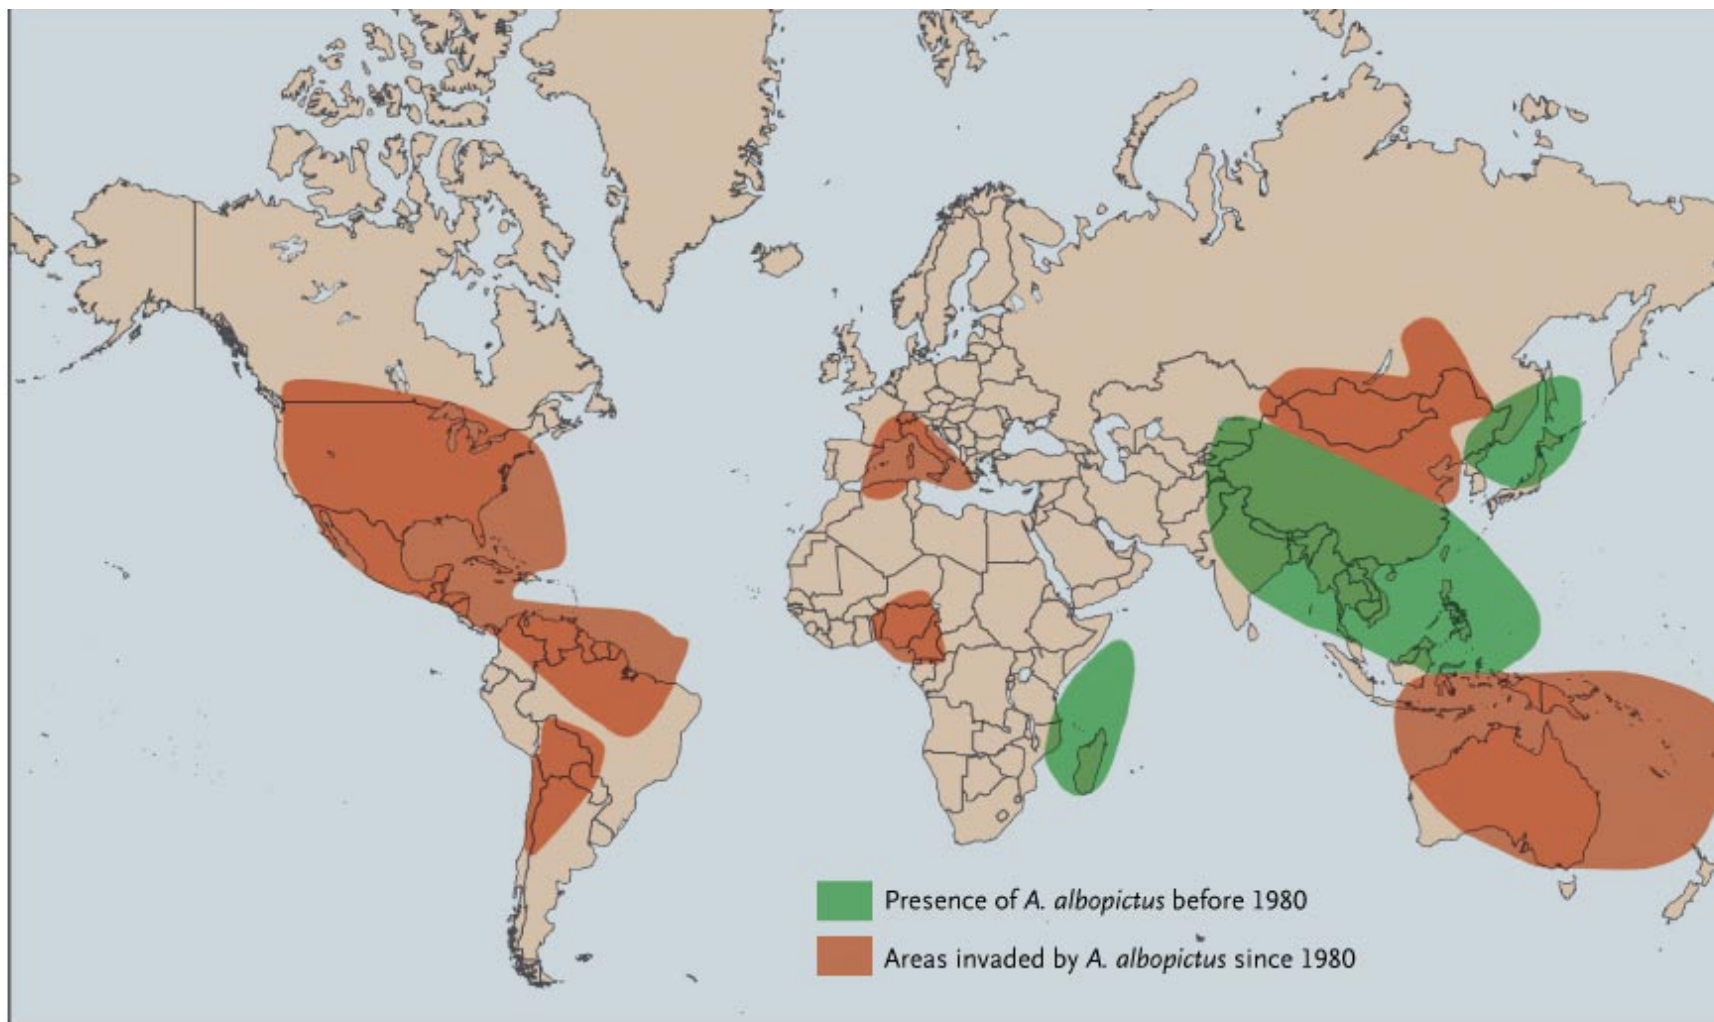 Presence of A. albopictus before 1980
Areas invaded by A. albopictus since 1980